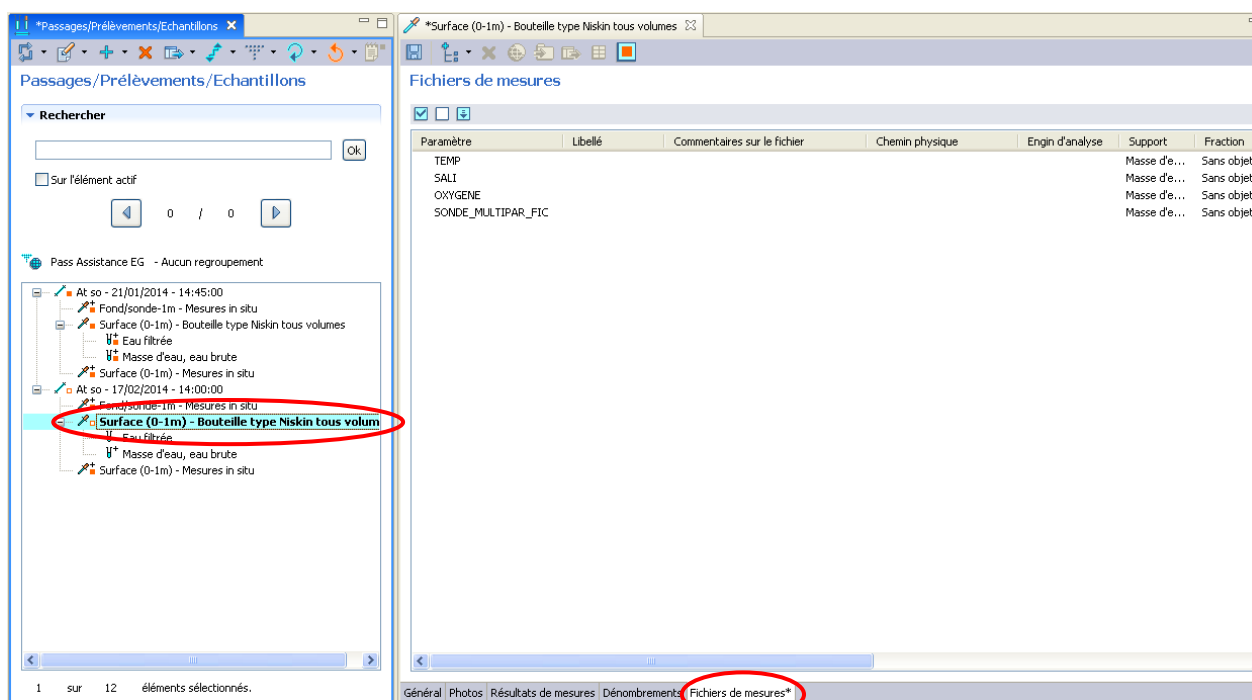 *Passages/Prélèvements/Echantillons
Passages/Prélèvements/Echantillons
Rechercher
Ok
Sur l'élément actif
0 / 0
Pass Assistance EG - Aucun regroupement
At so - 21/01/2014 - 14:45:00
Fond/sonde-1m - Mesures in situ
Surface (0-1m) - Bouteille type Niskin tous volumes
Eau filtrée
Masse d'eau, eau brute
Surface (0-1m) - Mesures in situ
At so - 17/02/2014 - 14:00:00
Fond/sonde-1m - Mesures in situ
Surface (0-1m) - Bouteille type Niskin tous volum
Eau filtrée
Masse d'eau, eau brute
Surface (0-1m) - Mesures in situ
1 sur 12 éléments sélectionnés.
*Surface (0-1m) - Bouteille type Niskin tous volumes
Fichiers de mesures
Paramètre Libellé Commentaires sur le fichier Chemin physique Engin d'analyse Support Fraction
TEMP Masse d'e... Sans objet
SALI Masse d'e... Sans objet
OXYGENE Masse d'e... Sans objet
SONDE_MULTIPAR_FIC Masse d'e... Sans objet
Général Photos Résultats de mesures Dénombrements Fichiers de mesures*